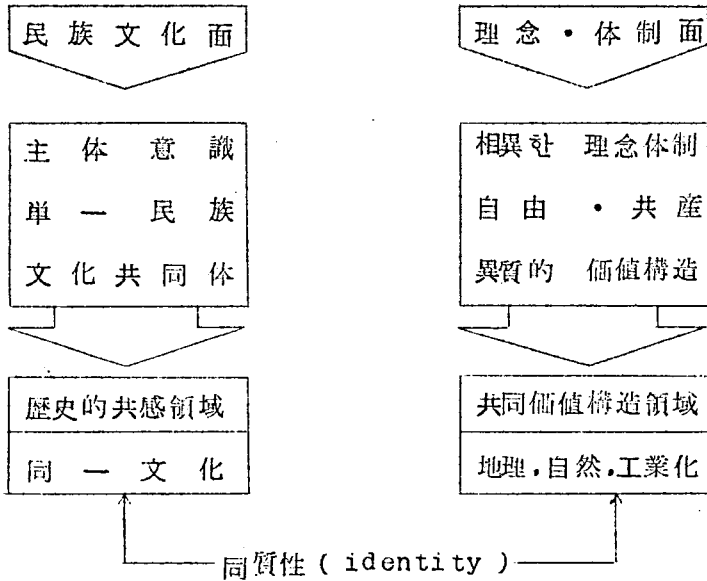 民族文化面
主体意識
単一民族
文化共同体
歴史的共感領域
同一文化
理念・体制面
相異한 理念体制
自由・共産
異質的 価値構造
共同価値構造領域
地理,自然,工業化
同質性(identity)